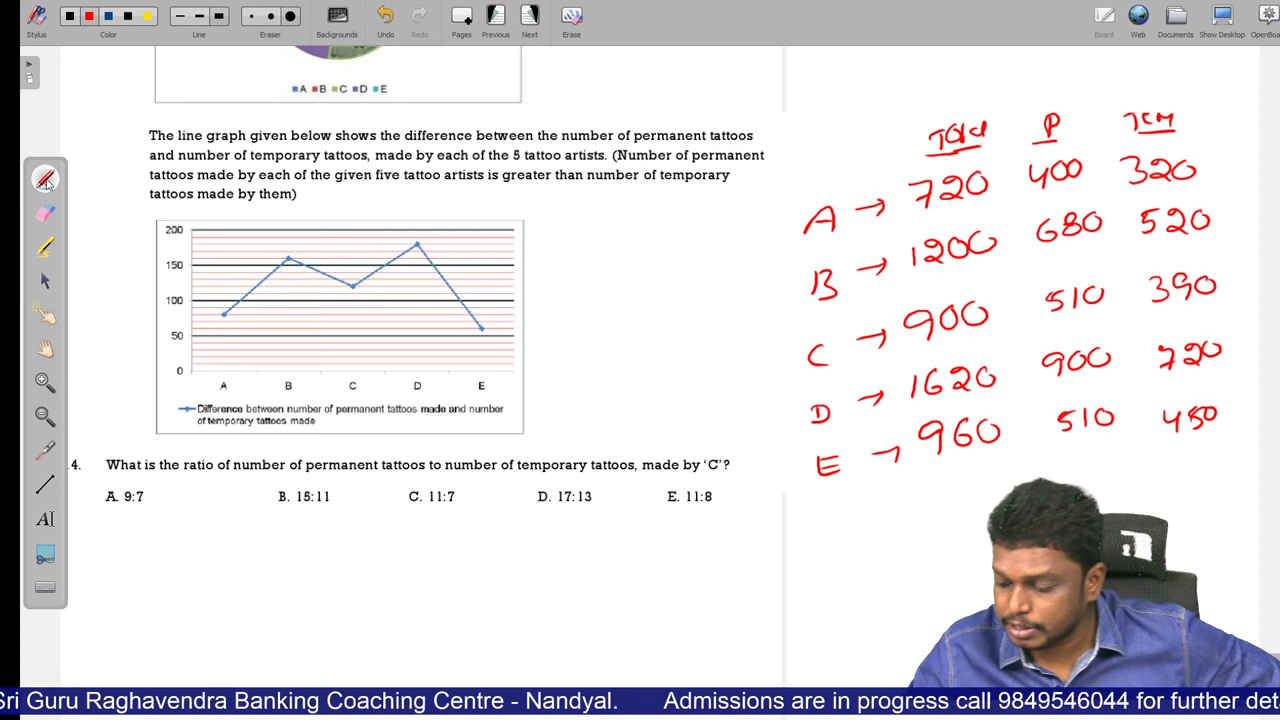 Stylus
Color
Line
Eraser
Backgrounds
Undo
Redo
Pages
Previous
Next
Erase
Board
Web
Documents
Show Desktop
OpenBoa
A B C D E
The line graph given below shows the difference between the number of permanent tattoos
and number of temporary tattoos, made by each of the 5 tattoo artists. (Number of permanent
tattoos made by each of the given five tattoo artists is greater than number of temporary
tattoos made by them)
200
150
100
50
0
A B C D E
Difference between number of permanent tattoos made and number
of temporary tattoos made
4. What is the ratio of number of permanent tattoos to number of temporary tattoos, made by ‘C’?
A. 9:7 B. 15:11 C. 11:7 D. 17:13 E. 11:8
Total P Tem
A → 720 400 320
B → 1200 680 520
C → 900 510 390
D → 1620 900 720
E → 960 510 450
Sri Guru Raghavendra Banking Coaching Centre - Nandyal. Admissions are in progress call 9849546044 for further det